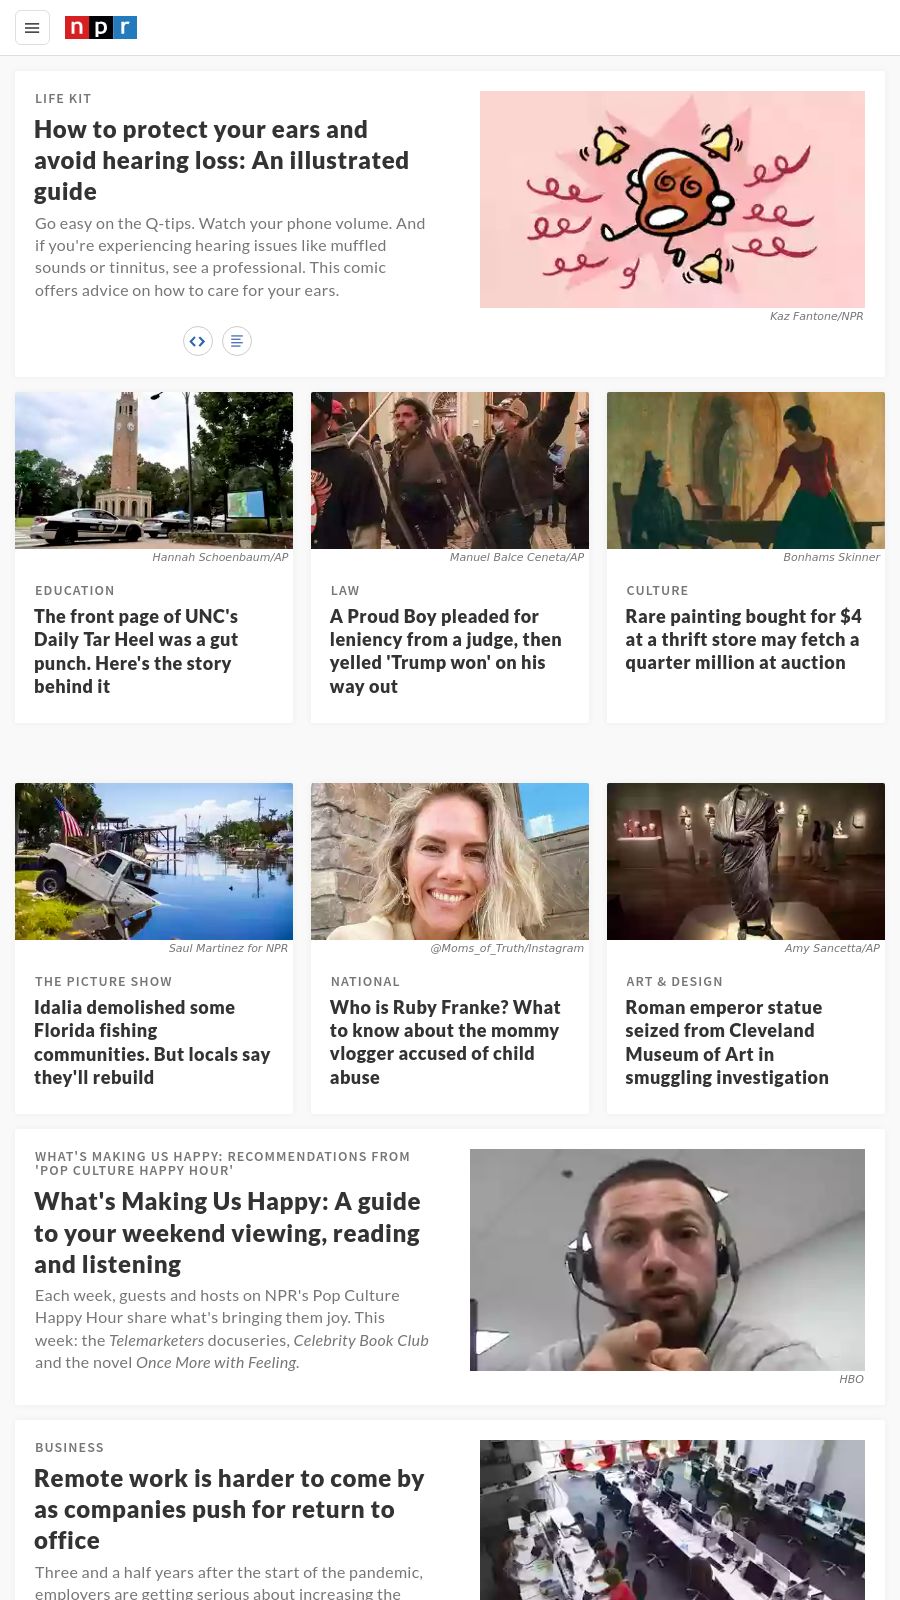 npr
LIFE KIT
How to protect your ears and
avoid hearing loss: An illustrated
guide
Go easy on the Q-tips. Watch your phone volume. And
if you're experiencing hearing issues like muffled
sounds or tinnitus, see a professional. This comic
offers advice on how to care for your ears.
Kaz Fantone/NPR
Hannah Schoenbaum/AP
EDUCATION
The front page of UNC's
Daily Tar Heel was a gut
punch. Here's the story
behind it
Manuel Balce Ceneta/AP
LAW
A Proud Boy pleaded for
leniency from a judge, then
yelled 'Trump won' on his
way out
Bonhams Skinner
CULTURE
Rare painting bought for $4
at a thrift store may fetch a
quarter million at auction
Saul Martinez for NPR
THE PICTURE SHOW
Idalia demolished some
Florida fishing
communities. But locals say
they'll rebuild
@Moms_of_Truth/Instagram
NATIONAL
Who is Ruby Franke? What
to know about the mommy
vlogger accused of child
abuse
Amy Sancetta/AP
ART & DESIGN
Roman emperor statue
seized from Cleveland
Museum of Art in
smuggling investigation
WHAT'S MAKING US HAPPY: RECOMMENDATIONS FROM
'POP CULTURE HAPPY HOUR'
What's Making Us Happy: A guide
to your weekend viewing, reading
and listening
Each week, guests and hosts on NPR's Pop Culture
Happy Hour share what's bringing them joy. This
week: the Telemarketers docuseries, Celebrity Book Club
and the novel Once More with Feeling.
HBO
BUSINESS
Remote work is harder to come by
as companies push for return to
office
Three and a half years after the start of the pandemic,
employers are getting serious about increasing the